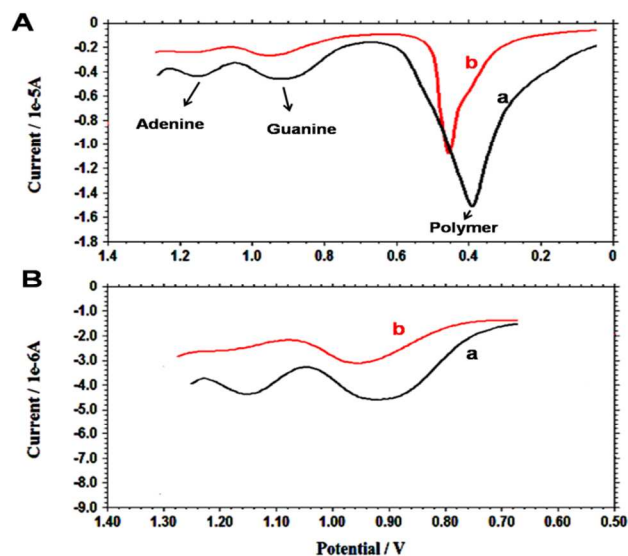 A
0
-0.2
-0.4
-0.6
-0.8
-1.0
-1.2
-1.4
-1.6
-1.8
Current / 1e-5A
Adenine
Guanine
b
a
Polymer
1.4 1.2 1.0 0.8 0.6 0.4 0.2 0
B
0
-1.0
-2.0
-3.0
-4.0
-5.0
-6.0
-7.0
-8.0
-9.0
Current / 1e-6A
b
a
1.40 1.30 1.20 1.10 1.00 0.90 0.80 0.70 0.60 0.50
Potential / V